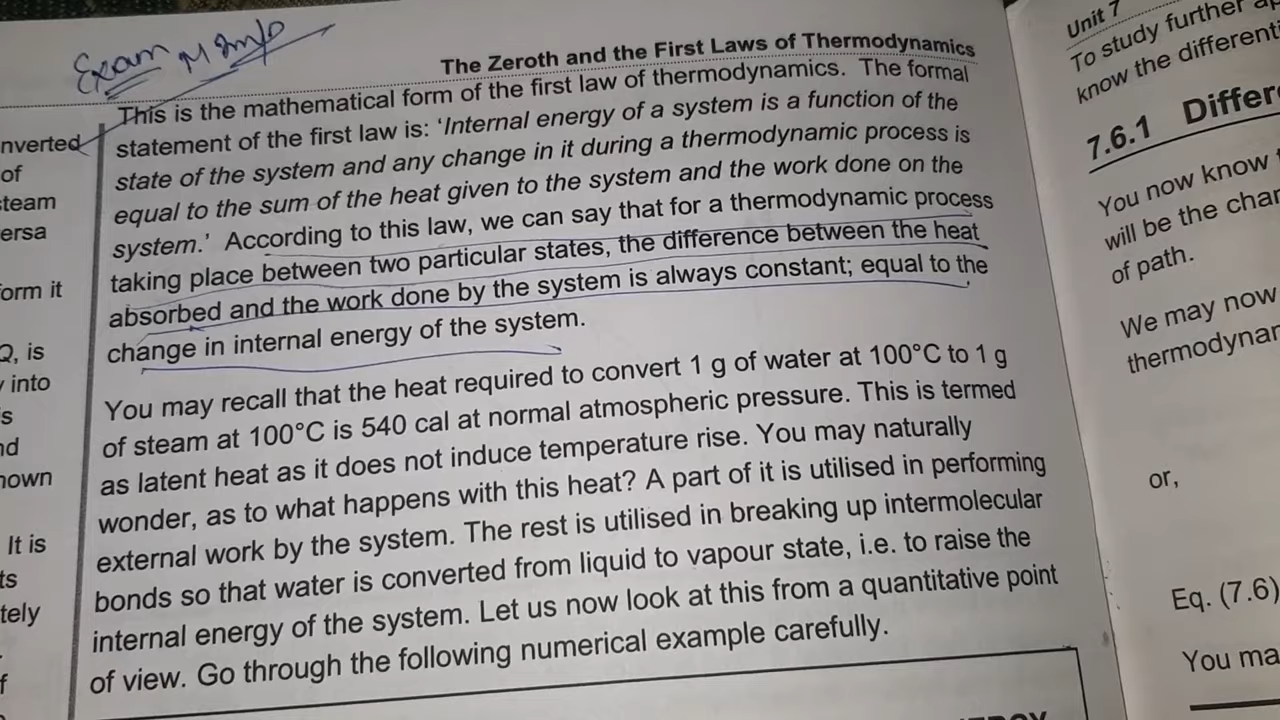 Exam
The Zeroth and the First Laws of Thermodynamics
This is the mathematical form of the first law of thermodynamics. The formal
statement of the first law is: ‘Internal energy of a system is a function of the
state of the system and any change in it during a thermodynamic process is
equal to the sum of the heat given to the system and the work done on the
system.’ According to this law, we can say that for a thermodynamic process
taking place between two particular states, the difference between the heat
absorbed and the work done by the system is always constant; equal to the
change in internal energy of the system.
You may recall that the heat required to convert 1 g of water at 100°C to 1 g
of steam at 100°C is 540 cal at normal atmospheric pressure. This is termed
as latent heat as it does not induce temperature rise. You may naturally
wonder, as to what happens with this heat? A part of it is utilised in performing
external work by the system. The rest is utilised in breaking up intermolecular
bonds so that water is converted from liquid to vapour state, i.e. to raise the
internal energy of the system. Let us now look at this from a quantitative point
of view. Go through the following numerical example carefully.
nverted
of
steam
ersa
orm it
Q, is
into
is
nd
nown
It is
ts
tely
f
Unit 7
To study further
know the different
7.6.1 Differ
You now know
will be the char
of path.
We may now
thermodynar
or,
Eq. (7.6)
You ma